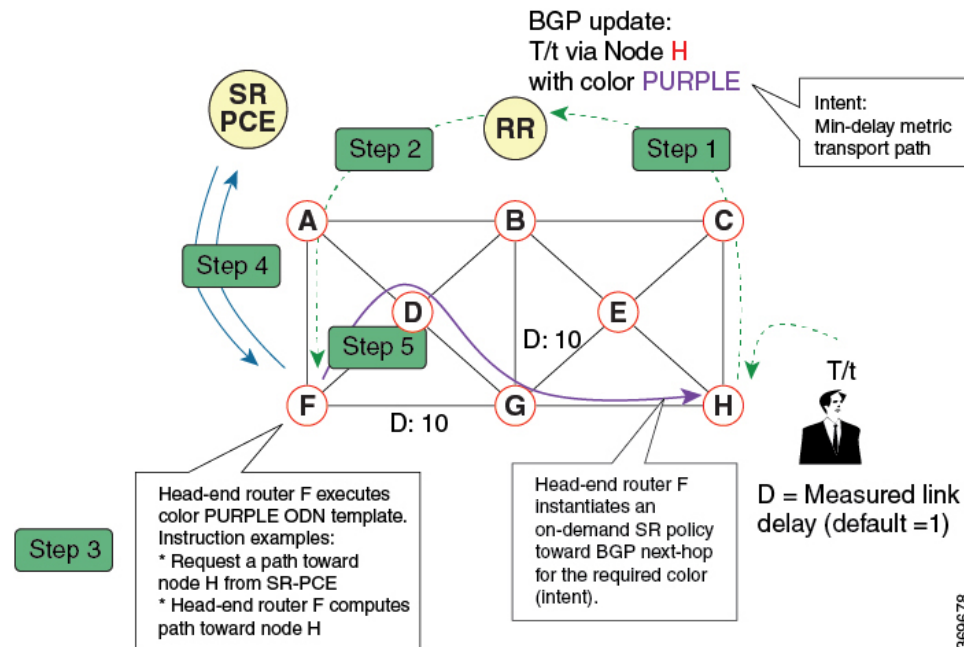 BGP update:
T/t via Node H
with color PURPLE
SR
PCE
RR
Intent:
Min-delay metric
transport path
Step 2
Step 1
A
B
C
Step 4
D
E
Step 5
D: 10
T/t
F
G
H
D: 10
D = Measured link
delay (default =1)
Step 3
Head-end router F executes
color PURPLE ODN template.
Instruction examples:
* Request a path toward
node H from SR-PCE
* Head-end router F computes
path toward node H
Head-end router F
instantiates an
on-demand SR policy
toward BGP next-hop
for the required color
(intent).
369678